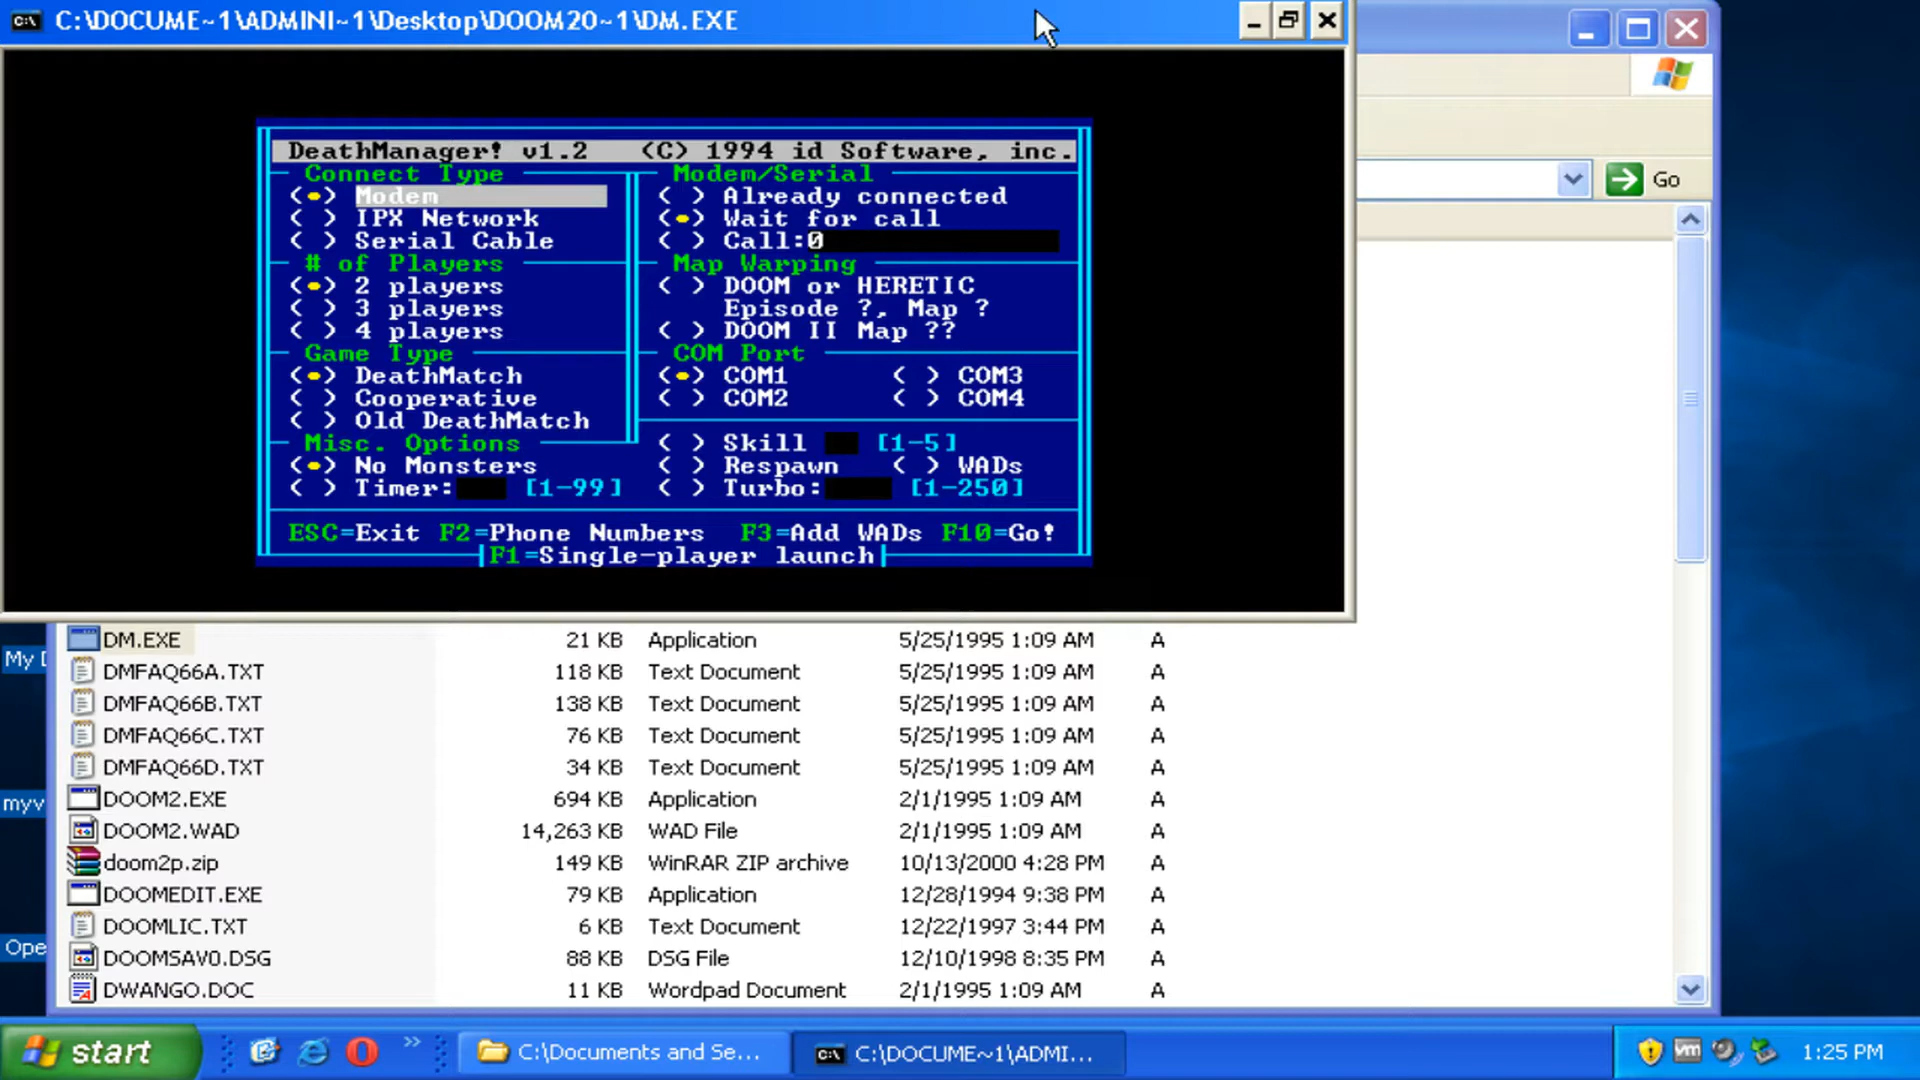 C:\DOCUME~1\ADMINI~1\Desktop\DOOM20~1\DM.EXE
DeathManager! v1.2 (C) 1994 id Software, inc.
Connect Type Modem/Serial
(•) Modem ( ) Already connected
( ) IPX Network (•) Wait for call
( ) Serial Cable ( ) Call:0
# of Players Map Warping
(•) 2 players ( ) DOOM or HERETIC
( ) 3 players Episode ?, Map ?
( ) 4 players ( ) DOOM II Map ??
Game Type COM Port
(•) DeathMatch (•) COM1 ( ) COM3
( ) Cooperative ( ) COM2 ( ) COM4
( ) Old DeathMatch
Misc. Options ( ) Skill [1-5]
(•) No Monsters ( ) Respawn ( ) WADs
( ) Timer: [1-99] ( ) Turbo: [1-250]
ESC=Exit F2=Phone Numbers F3=Add WADs F10=Go!
F1=Single-player launch
Go
DM.EXE 21 KB Application 5/25/1995 1:09 AM A
My D
DMFAQ66A.TXT 118 KB Text Document 5/25/1995 1:09 AM A
DMFAQ66B.TXT 138 KB Text Document 5/25/1995 1:09 AM A
DMFAQ66C.TXT 76 KB Text Document 5/25/1995 1:09 AM A
DMFAQ66D.TXT 34 KB Text Document 5/25/1995 1:09 AM A
myv
DOOM2.EXE 694 KB Application 2/1/1995 1:09 AM A
DOOM2.WAD 14,263 KB WAD File 2/1/1995 1:09 AM A
doom2p.zip 149 KB WinRAR ZIP archive 10/13/2000 4:28 PM A
DOOMEDIT.EXE 79 KB Application 12/28/1994 9:38 PM A
DOOMLIC.TXT 6 KB Text Document 12/22/1997 3:44 PM A
Ope
DOOMSAV0.DSG 88 KB DSG File 12/10/1998 8:35 PM A
DWANGO.DOC 11 KB Wordpad Document 2/1/1995 1:09 AM A
start
C:\Documents and Se...
C:\DOCUME~1\ADMI...
vm
1:25 PM